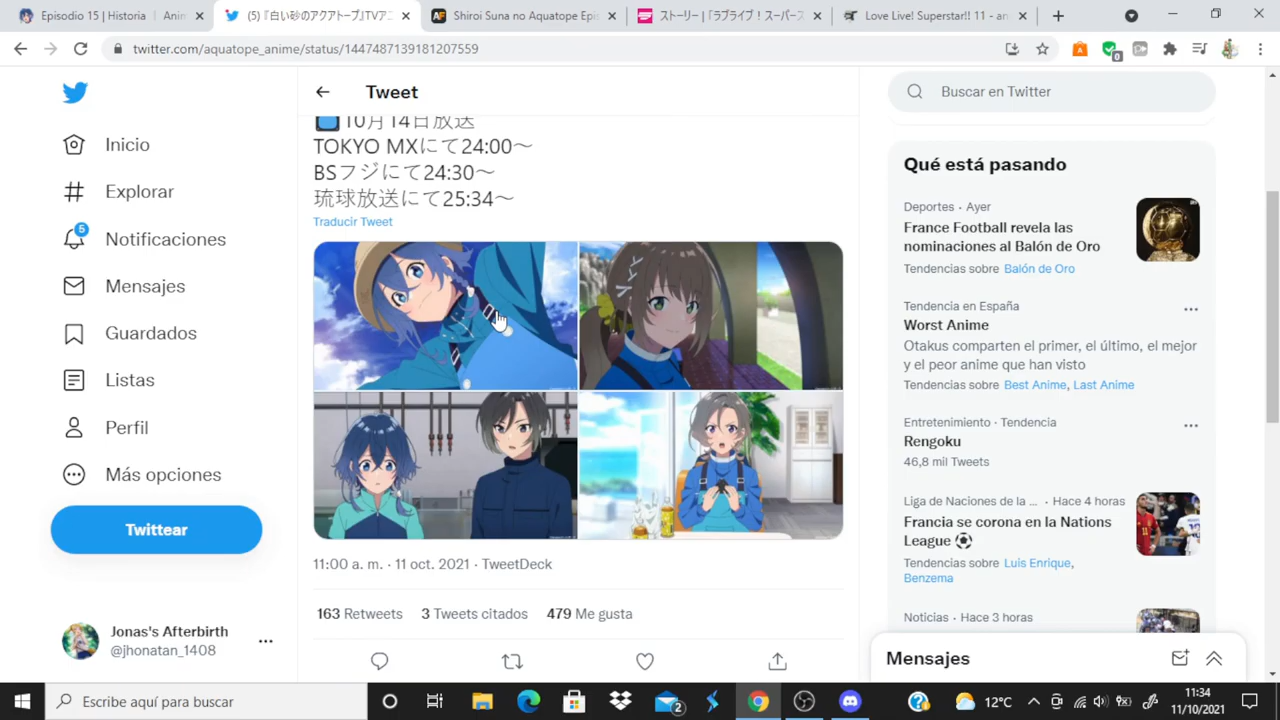 Episodio 15 | Historia | Anim
(5) 『白い砂のアクアトープ』TVアニ
Shiroi Suna no Aquatope Epis
ストーリー |『ラブライブ！スーパース
Love Live! Superstar!! 11 - an
twitter.com/aquatope_anime/status/1447487139181207559
0
Tweet
Buscar en Twitter
Inicio
Explorar
5
Notificaciones
Mensajes
Guardados
Listas
Perfil
Más opciones
Twittear
Jonas's Afterbirth
@jhonatan_1408
10月14日放送
TOKYO MXにて24:00〜
BSフジにて24:30〜
琉球放送にて25:34〜
Traducir Tweet
11:00 a. m. · 11 oct. 2021 · TweetDeck
163 Retweets 3 Tweets citados 479 Me gusta
Qué está pasando
Deportes · Ayer
France Football revela las
nominaciones al Balón de Oro
Tendencias sobre Balón de Oro
Tendencia en España
Worst Anime
Otakus comparten el primer, el último, el mejor
y el peor anime que han visto
Tendencias sobre Best Anime, Last Anime
Entretenimiento · Tendencia
Rengoku
46,8 mil Tweets
Liga de Naciones de la ... · Hace 4 horas
Francia se corona en la Nations
League
Tendencias sobre Luis Enrique,
Benzema
Noticias · Hace 3 horas
Mensajes
Escribe aquí para buscar
2
12°C
11:34
11/10/2021